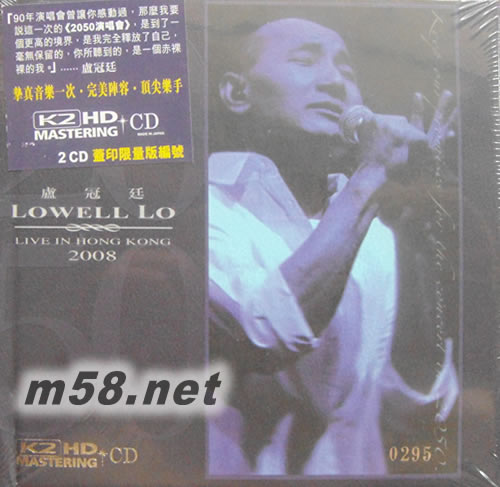 「90年演唱會曾讓你感動過，那麼我要
說這一次的《2050演唱會》，是到了一
個更高的境界，是我完全釋放了自己，
毫無保留的，你所聽到的，是一個赤裸
裸的我。」...... 盧冠廷
摯真音樂一次‧完美陣容‧頂尖樂手
K2 HD MASTERING + CD
MADE IN JAPAN
2 CD 蓋印限量版編號
盧冠廷
LOWELL LO
LIVE IN HONG KONG
2008
m58.net
K2 HD MASTERING + CD
0295